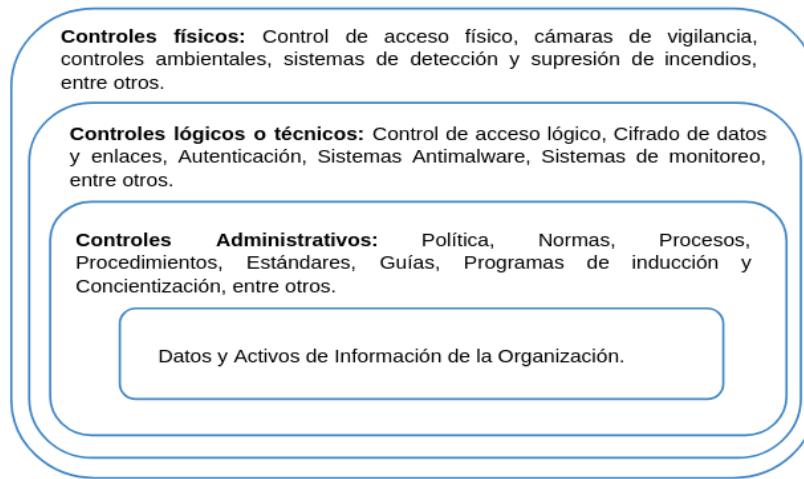 Controles físicos: Control de acceso físico, cámaras de vigilancia,
controles ambientales, sistemas de detección y supresión de incendios,
entre otros.
Controles lógicos o técnicos: Control de acceso lógico, Cifrado de datos
y enlaces, Autenticación, Sistemas Antimalware, Sistemas de monitoreo,
entre otros.
Controles Administrativos: Política, Normas, Procesos,
Procedimientos, Estándares, Guías, Programas de inducción y
Concientización, entre otros.
Datos y Activos de Información de la Organización.